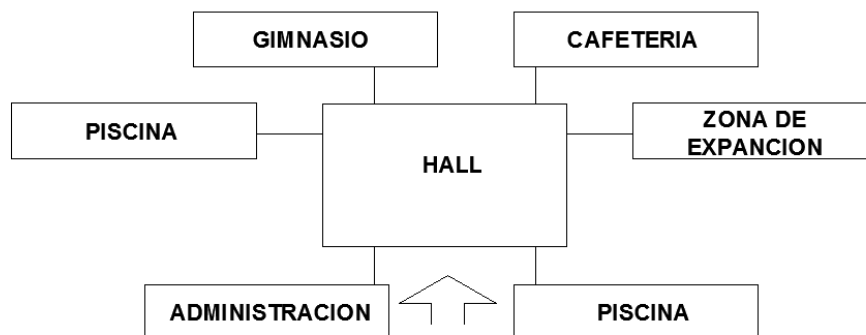 GIMNASIO
CAFETERIA
PISCINA
ZONA DE
EXPANCION
HALL
ADMINISTRACION
PISCINA